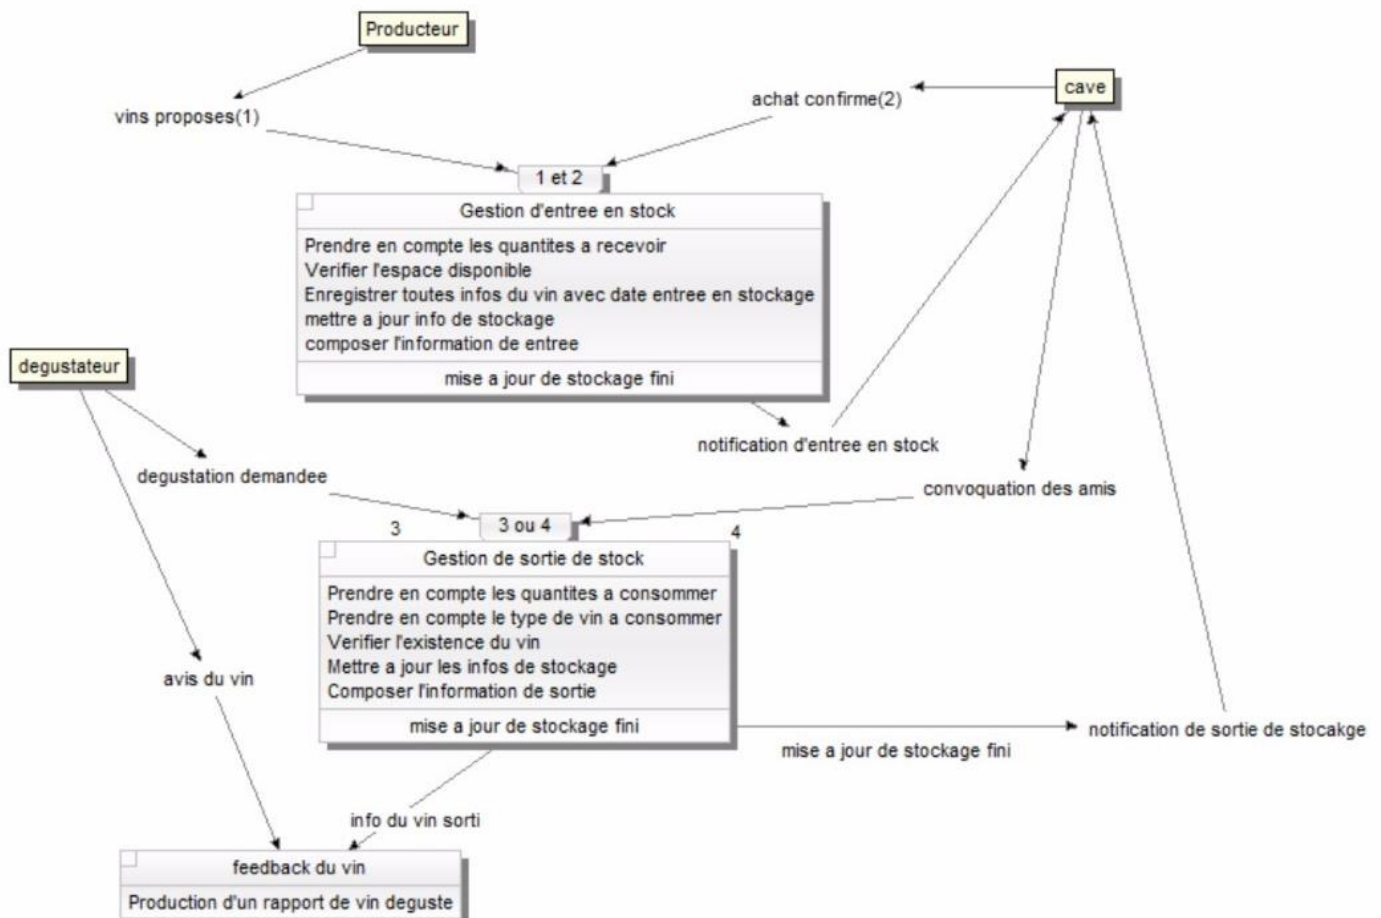 Producteur
cave
achat confirme(2)
vins proposes(1)
1 et 2
Gestion d'entree en stock
Prendre en compte les quantites a recevoir
Verifier l'espace disponible
Enregistrer toutes infos du vin avec date entree en stockage
mettre a jour info de stockage
composer l'information de entree
mise a jour de stockage fini
degustateur
notification d'entree en stock
degustation demandee
convoquation des amis
3
3 ou 4
4
Gestion de sortie de stock
Prendre en compte les quantites a consommer
Prendre en compte le type de vin a consommer
Verifier l'existence du vin
Mettre a jour les infos de stockage
Composer l'information de sortie
mise a jour de stockage fini
avis du vin
notification de sortie de stocakge
mise a jour de stockage fini
info du vin sorti
feedback du vin
Production d'un rapport de vin deguste